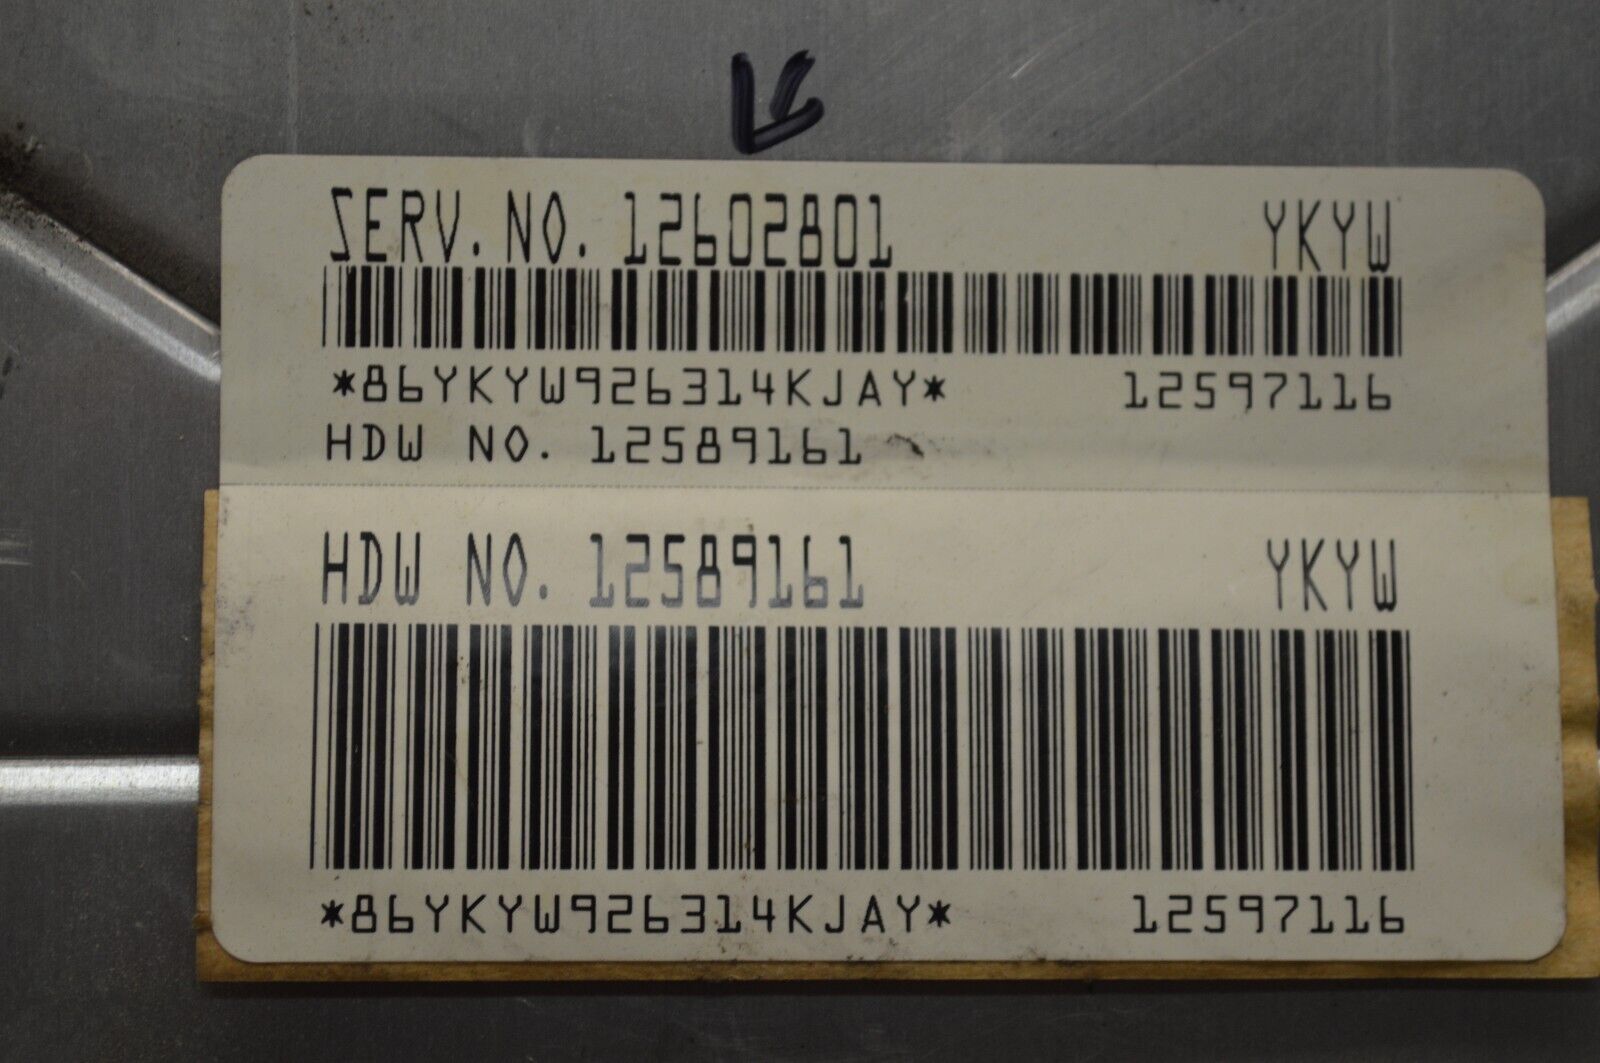 SERV. NO. 12602801 YKYW
*86YKYW926314KJAY* 12597116
HDW NO. 12589161
HDW NO. 12589161 YKYW
*86YKYW926314KJAY* 12597116